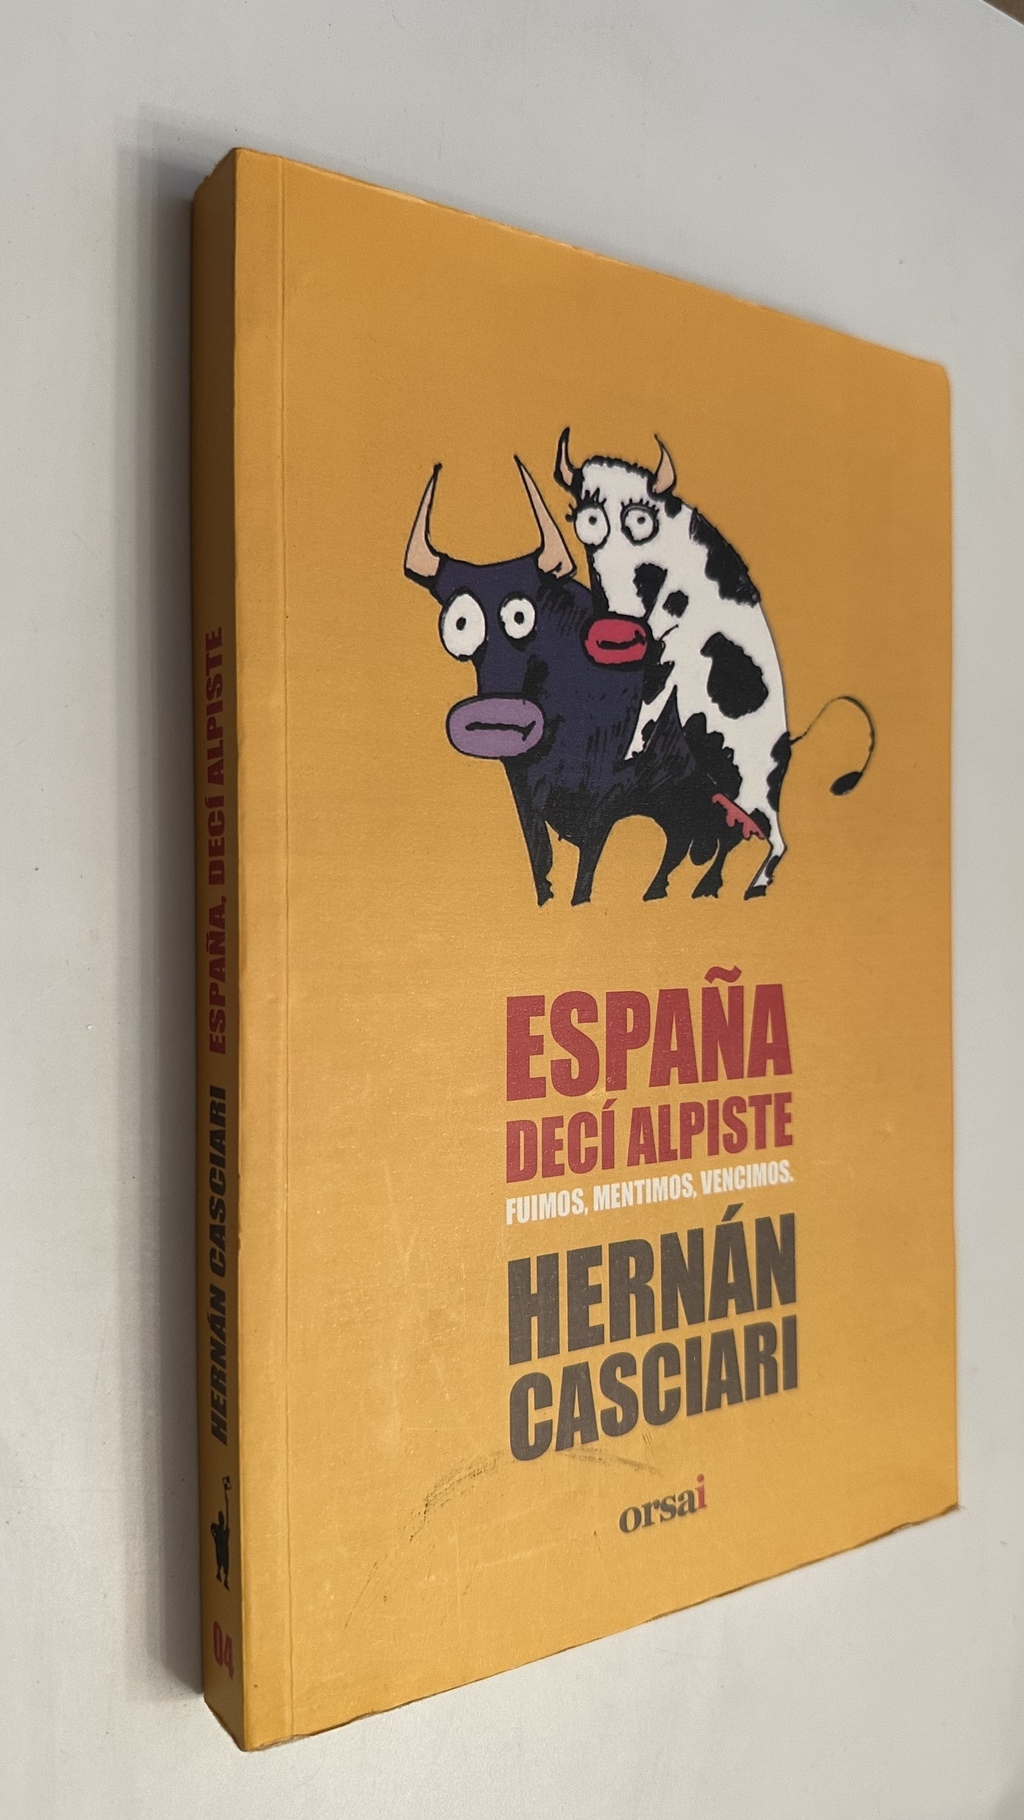 ESPAÑA
DECÍ ALPISTE
FUIMOS, MENTIMOS, VENCIMOS.
HERNÁN
CASCIARI
orsai
04 HERNÁN CASCIARI ESPAÑA, DECÍ ALPISTE